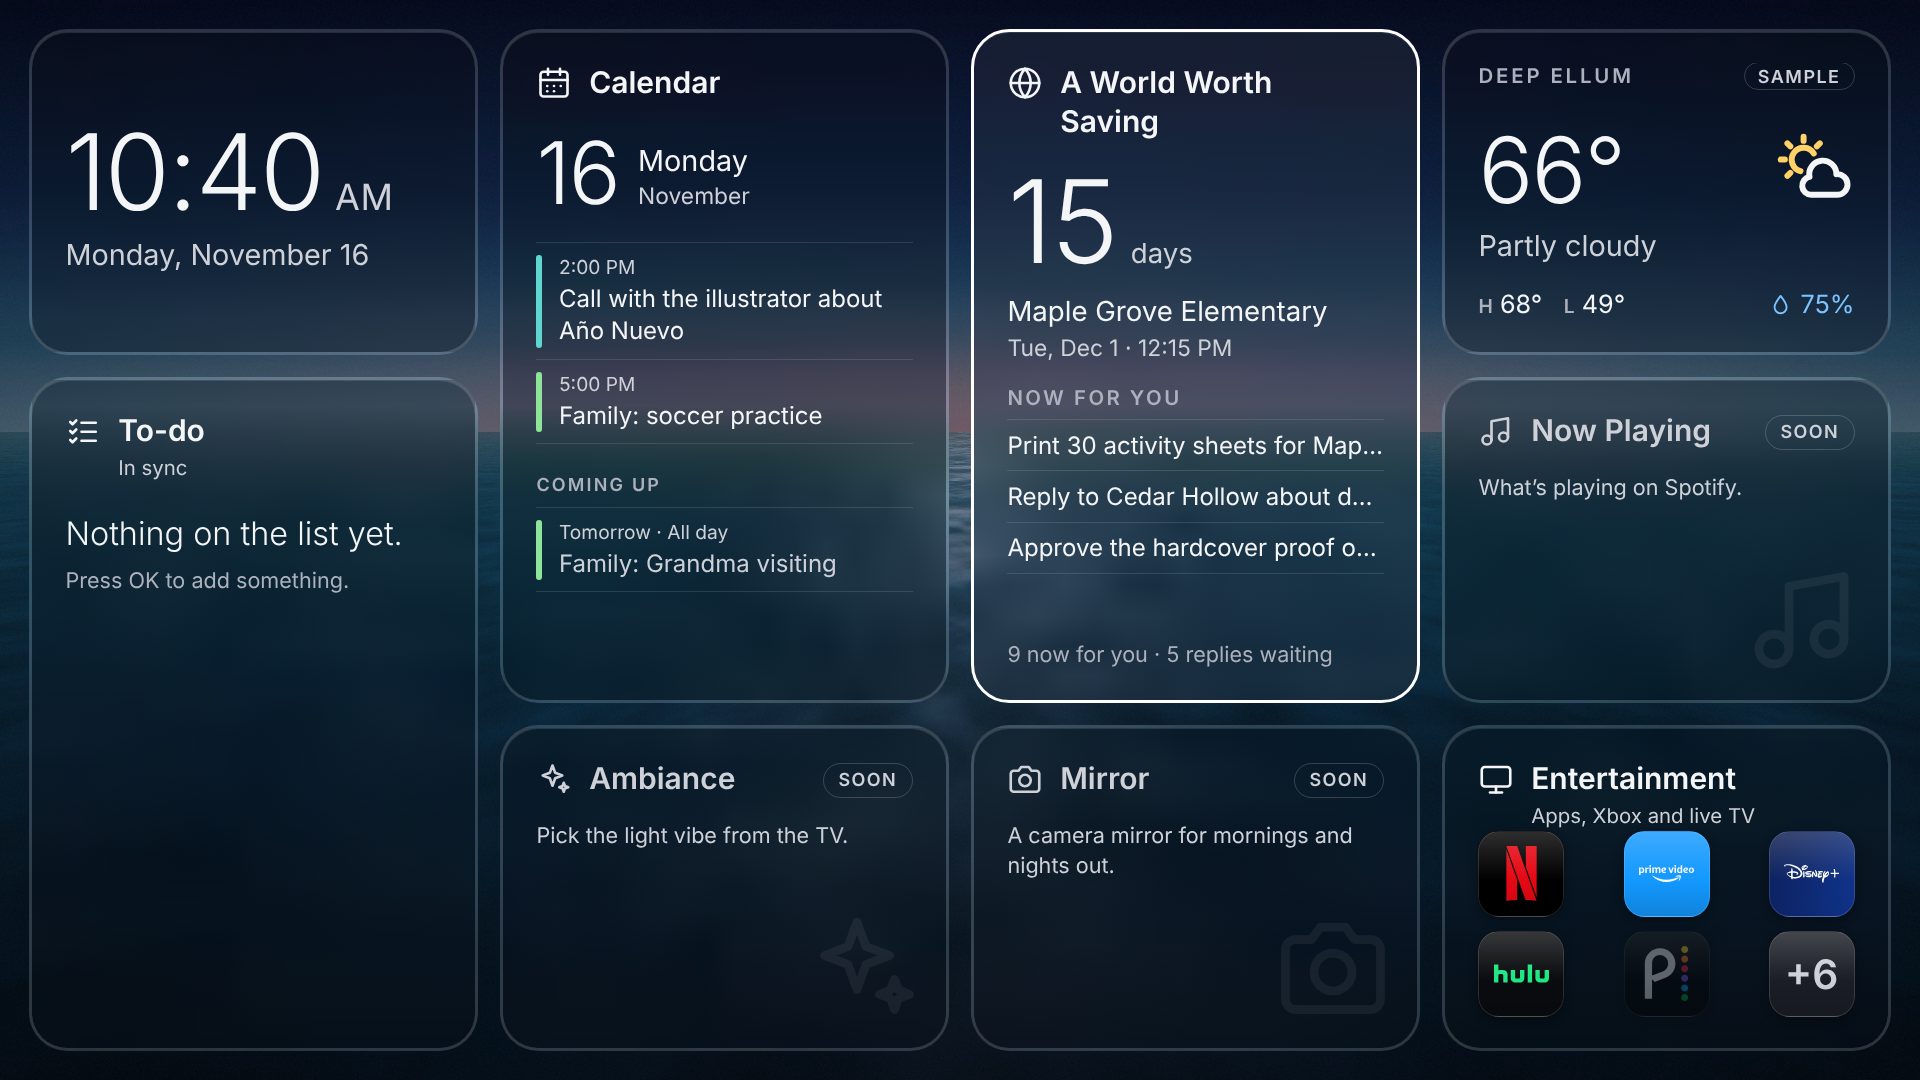 10:40 AM
Monday, November 16
To-do
In sync
Nothing on the list yet.
Press OK to add something.
Calendar
16
Monday
November
2:00 PM
Call with the illustrator about
Año Nuevo
5:00 PM
Family: soccer practice
COMING UP
Tomorrow · All day
Family: Grandma visiting
A World Worth
Saving
15 days
Maple Grove Elementary
Tue, Dec 1 · 12:15 PM
NOW FOR YOU
Print 30 activity sheets for Map...
Reply to Cedar Hollow about d...
Approve the hardcover proof o...
9 now for you · 5 replies waiting
DEEP ELLUM
SAMPLE
66°
Partly cloudy
H 68° L 49°
75%
Now Playing
SOON
What’s playing on Spotify.
Ambiance
SOON
Pick the light vibe from the TV.
Mirror
SOON
A camera mirror for mornings and
nights out.
Entertainment
Apps, Xbox and live TV
N
prime video
Disney+
hulu
P
+6